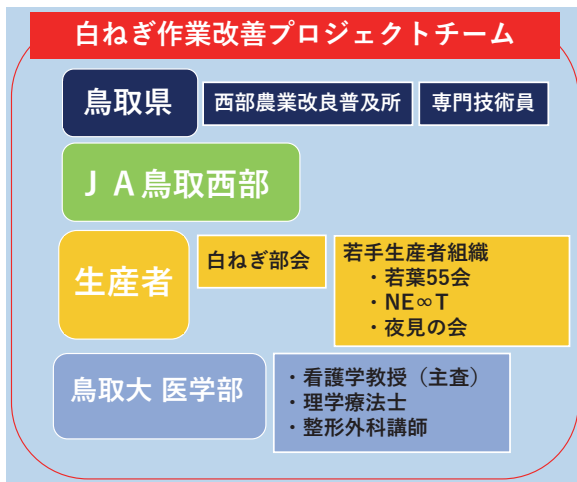 白ねぎ作業改善プロジェクトチーム
鳥取県
西部農業改良普及所
専門技術員
ＪＡ鳥取西部
生産者
白ねぎ部会
若手生産者組織
・若葉55会
・NE∞T
・夜見の会
鳥取大 医学部
・看護学教授（主査）
・理学療法士
・整形外科講師